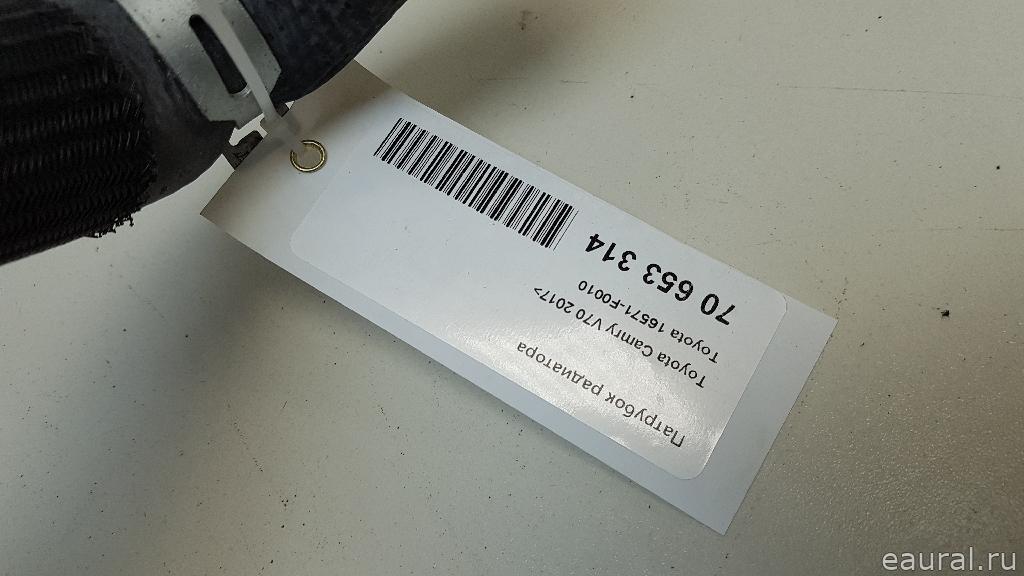 Патрубок радиатора
Toyota Camry V70 2017>
Toyota 16571-F0010
70 653 314
eaural.ru